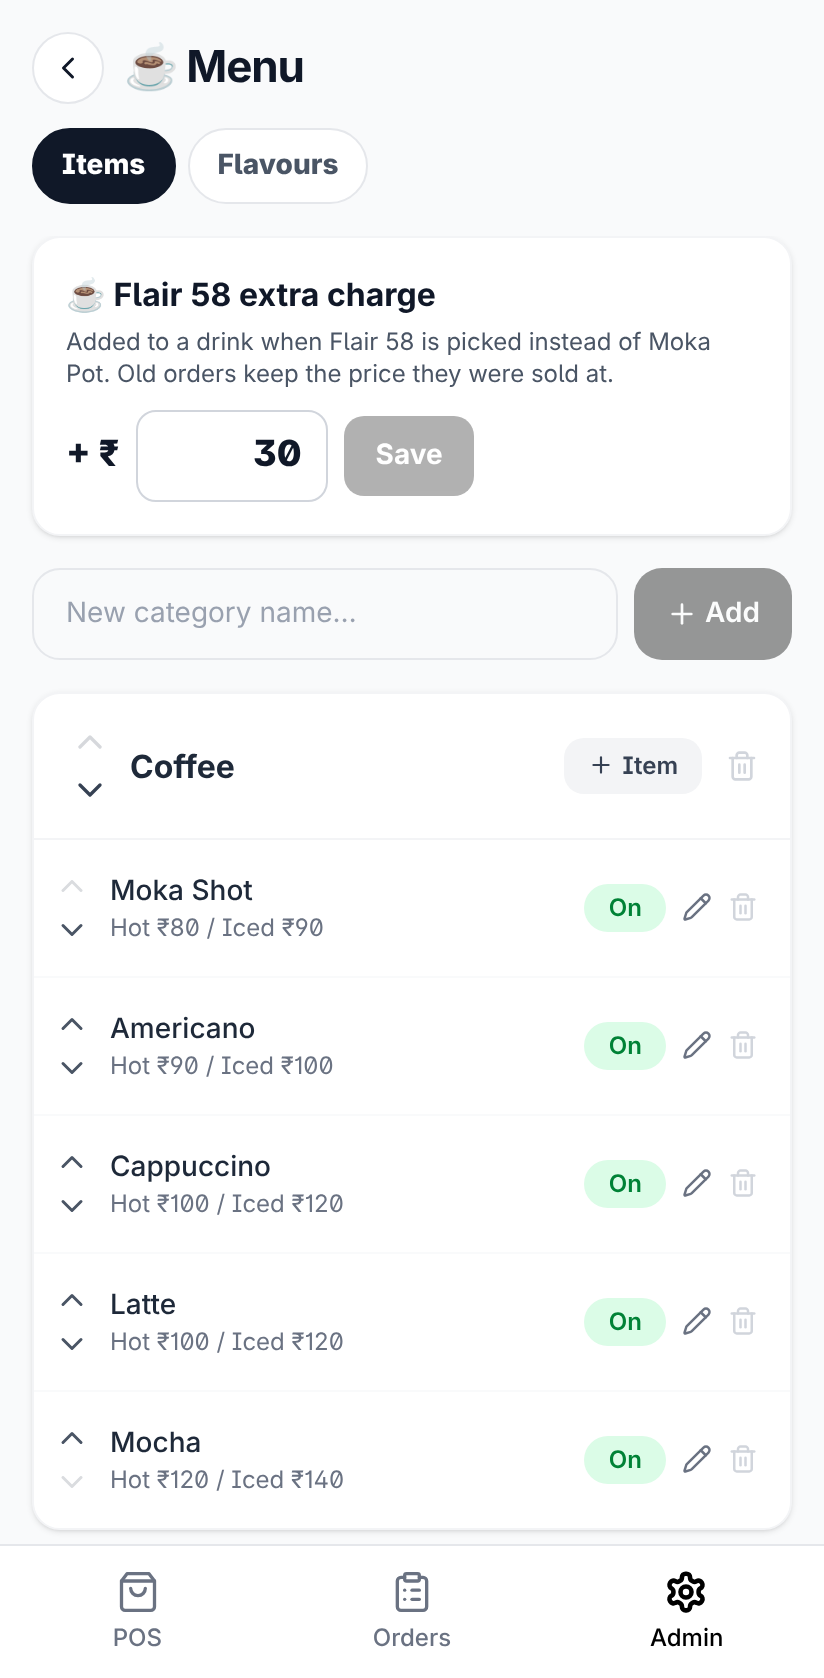 Menu
Items
Flavours
Flair 58 extra charge
Added to a drink when Flair 58 is picked instead of Moka
Pot. Old orders keep the price they were sold at.
+ ₹ 30 Save
New category name...
+ Add
Coffee
+ Item
Moka Shot
Hot ₹80 / Iced ₹90
On
Americano
Hot ₹90 / Iced ₹100
On
Cappuccino
Hot ₹100 / Iced ₹120
On
Latte
Hot ₹100 / Iced ₹120
On
Mocha
Hot ₹120 / Iced ₹140
On
POS
Orders
Admin